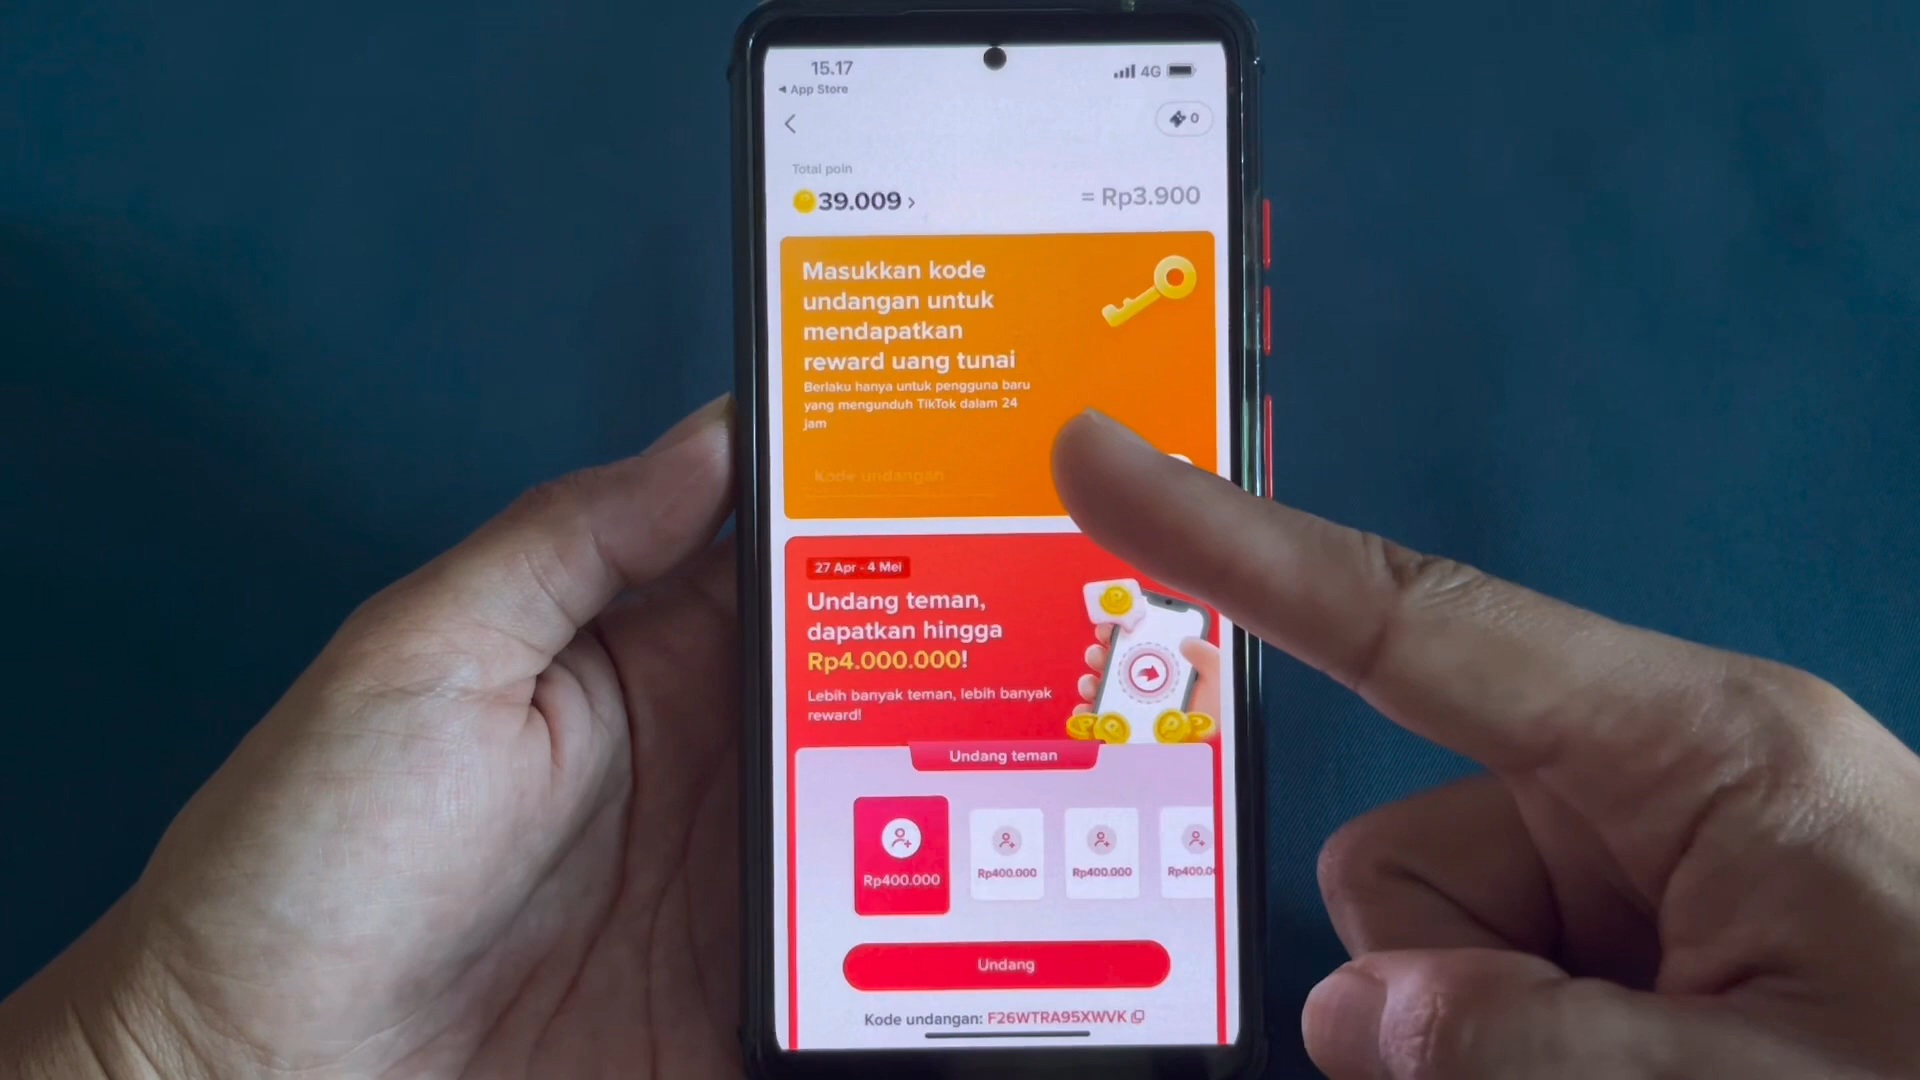 15.17
4G
◄ App Store
0
Total poin
39.009 ›
= Rp3.900
Masukkan kode
undangan untuk
mendapatkan
reward uang tunai
Berlaku hanya untuk pengguna baru
yang mengunduh TikTok dalam 24
jam
Kode undangan
27 Apr - 4 Mei
Undang teman,
dapatkan hingga
Rp4.000.000!
Lebih banyak teman, lebih banyak
reward!
Undang teman
Rp400.000
Rp400.000
Rp400.000
Rp400.0
Undang
Kode undangan: F26WTRA95XWVK